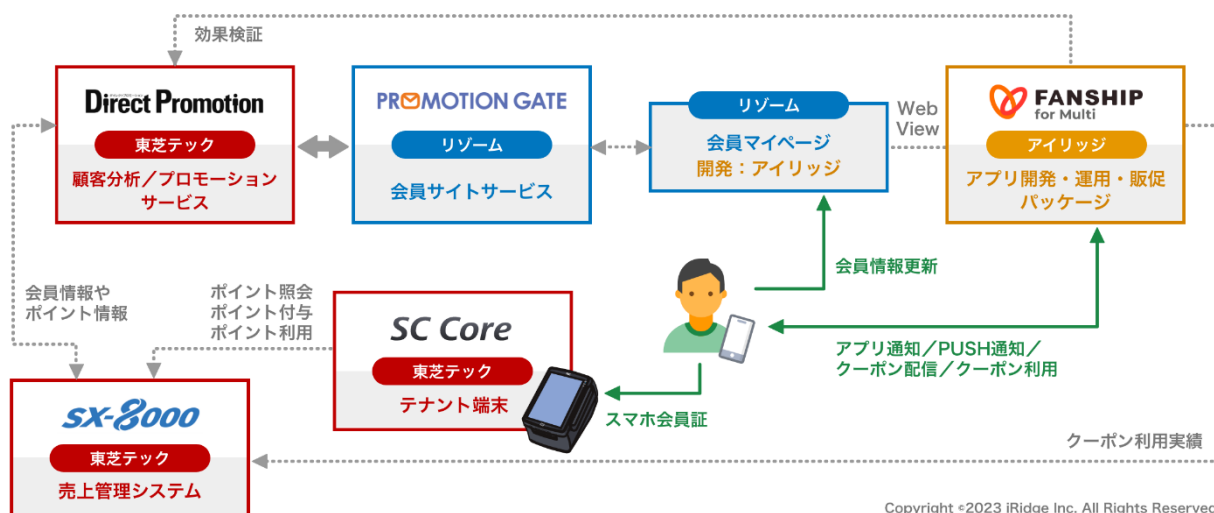 効果検証
Direct Promotion
東芝テック
顧客分析／プロモーション
サービス
PROMOTION GATE
リゾーム
会員サイトサービス
リゾーム
会員マイページ
開発：アイリッジ
Web
View
FANSHIP
for Multi
アイリッジ
アプリ開発・運用・販促
パッケージ
会員情報や
ポイント情報
ポイント照会
ポイント付与
ポイント利用
SC Core
東芝テック
テナント端末
会員情報更新
アプリ通知／PUSH通知／
クーポン配信／クーポン利用
スマホ会員証
SX-8000
東芝テック
売上管理システム
クーポン利用実績
Copyright ©2023 iRidge Inc. All Rights Reserved